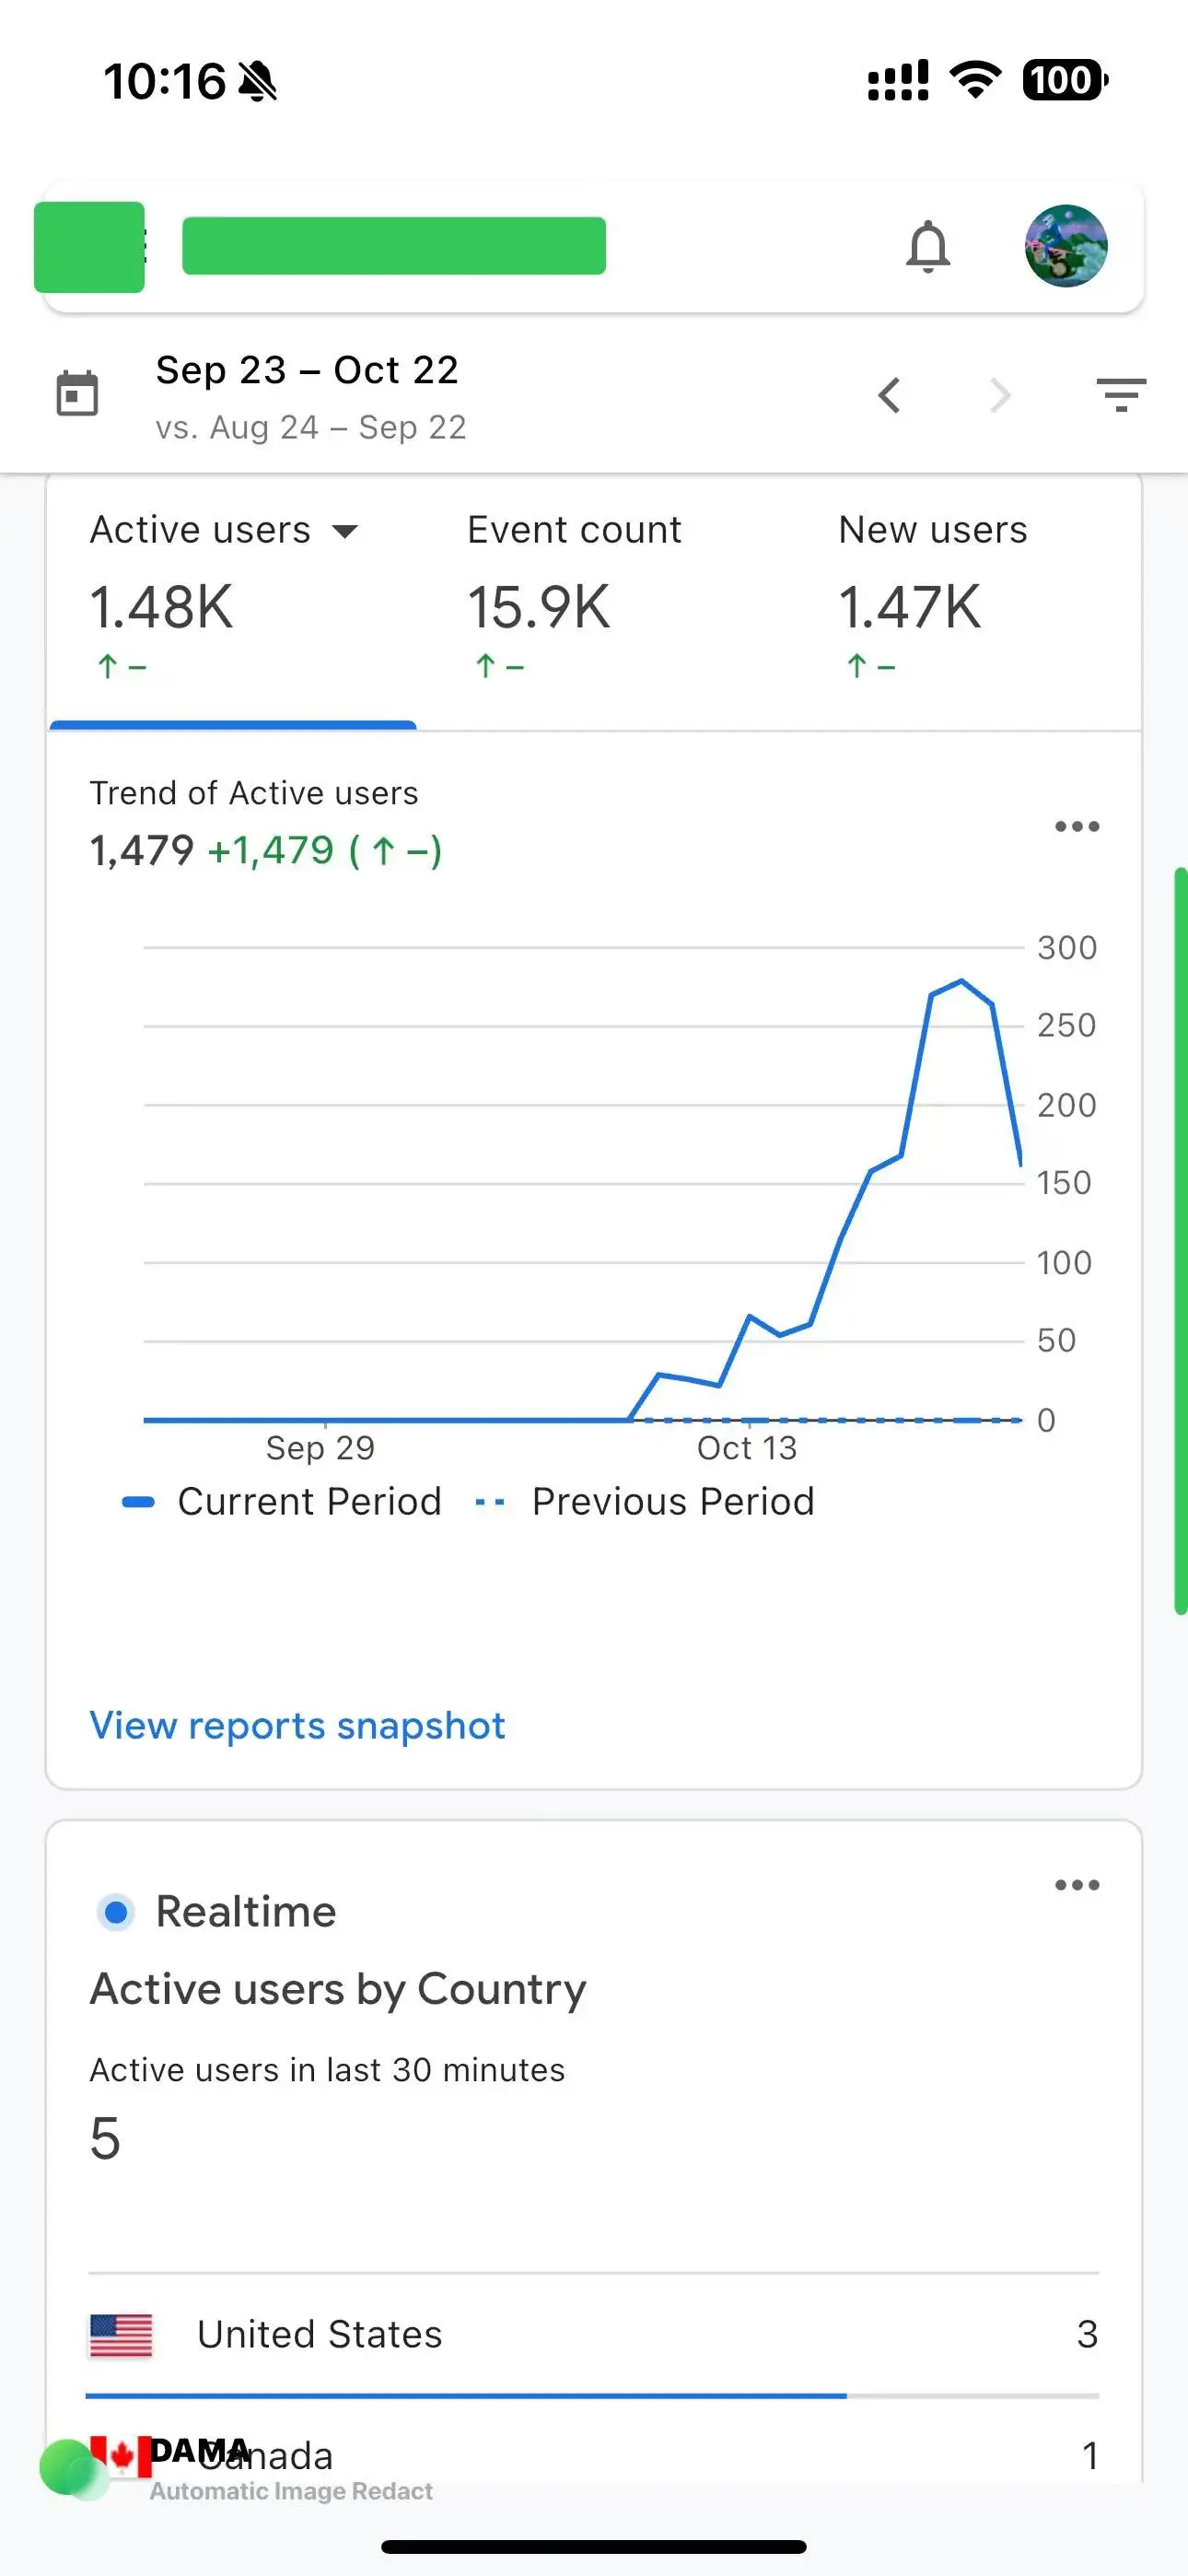 10:16
100
Sep 23 – Oct 22
vs. Aug 24 – Sep 22
Active users Event count New users
1.48K 15.9K 1.47K
↑ – ↑ – ↑ –
Trend of Active users
1,479 +1,479 ( ↑ –)
300
250
200
150
100
50
0
Sep 29 Oct 13
Current Period Previous Period
View reports snapshot
Realtime
Active users by Country
Active users in last 30 minutes
5
United States 3
Canada 1
DAMA
Automatic Image Redact